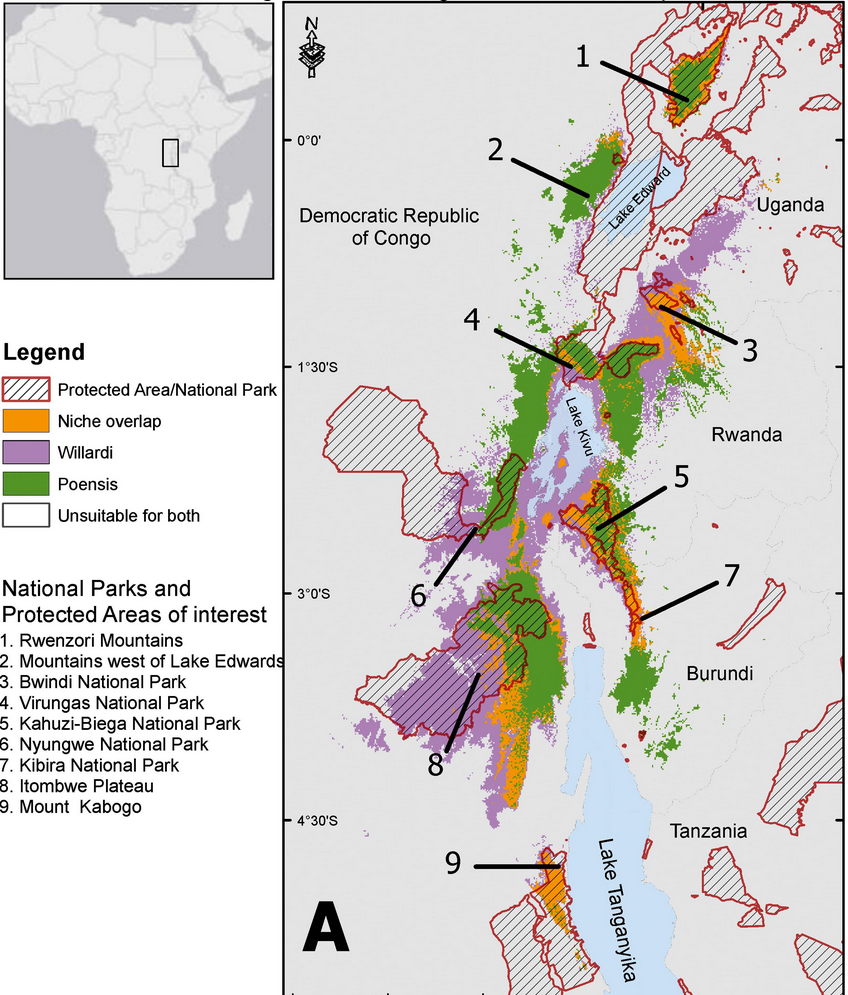 N
1
0°0'
2
Lake Edward
Democratic Republic
of Congo
Uganda
4
3
1°30'S
Lake Kivu
Rwanda
5
6
7
3°0'S
Burundi
8
4°30'S
Tanzania
9
Lake Tanganyika
A
Legend
Protected Area/National Park
Niche overlap
Willardi
Poensis
Unsuitable for both
National Parks and
Protected Areas of interest
1. Rwenzori Mountains
2. Mountains west of Lake Edwards
3. Bwindi National Park
4. Virungas National Park
5. Kahuzi-Biega National Park
6. Nyungwe National Park
7. Kibira National Park
8. Itombwe Plateau
9. Mount Kabogo